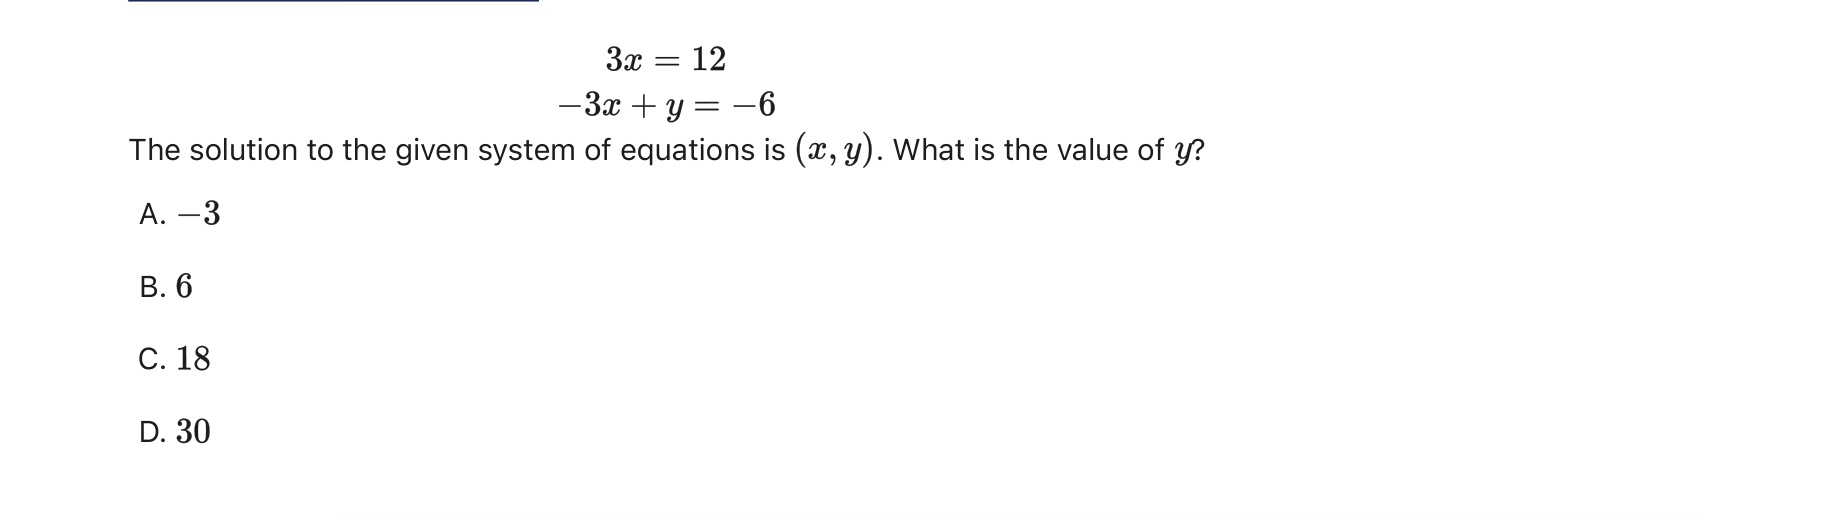 3x = 12
−3x + y = −6
The solution to the given system of equations is (x, y). What is the value of y?
A. −3
B. 6
C. 18
D. 30